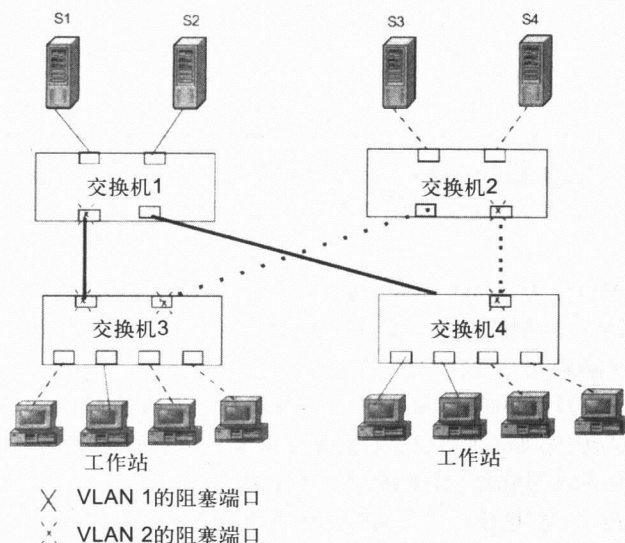 S1
S2
S3
S4
交换机1
交换机2
交换机3
交换机4
工作站
工作站
VLAN 1的阻塞端口
VLAN 2的阻塞端口